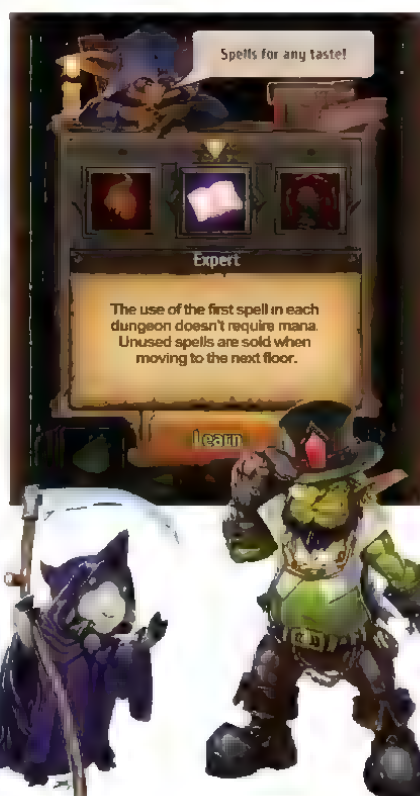 Spells for any taste!
Expert
The use of the first spell in each
dungeon doesn't require mana.
Unused spells are sold when
moving to the next floor.
Learn